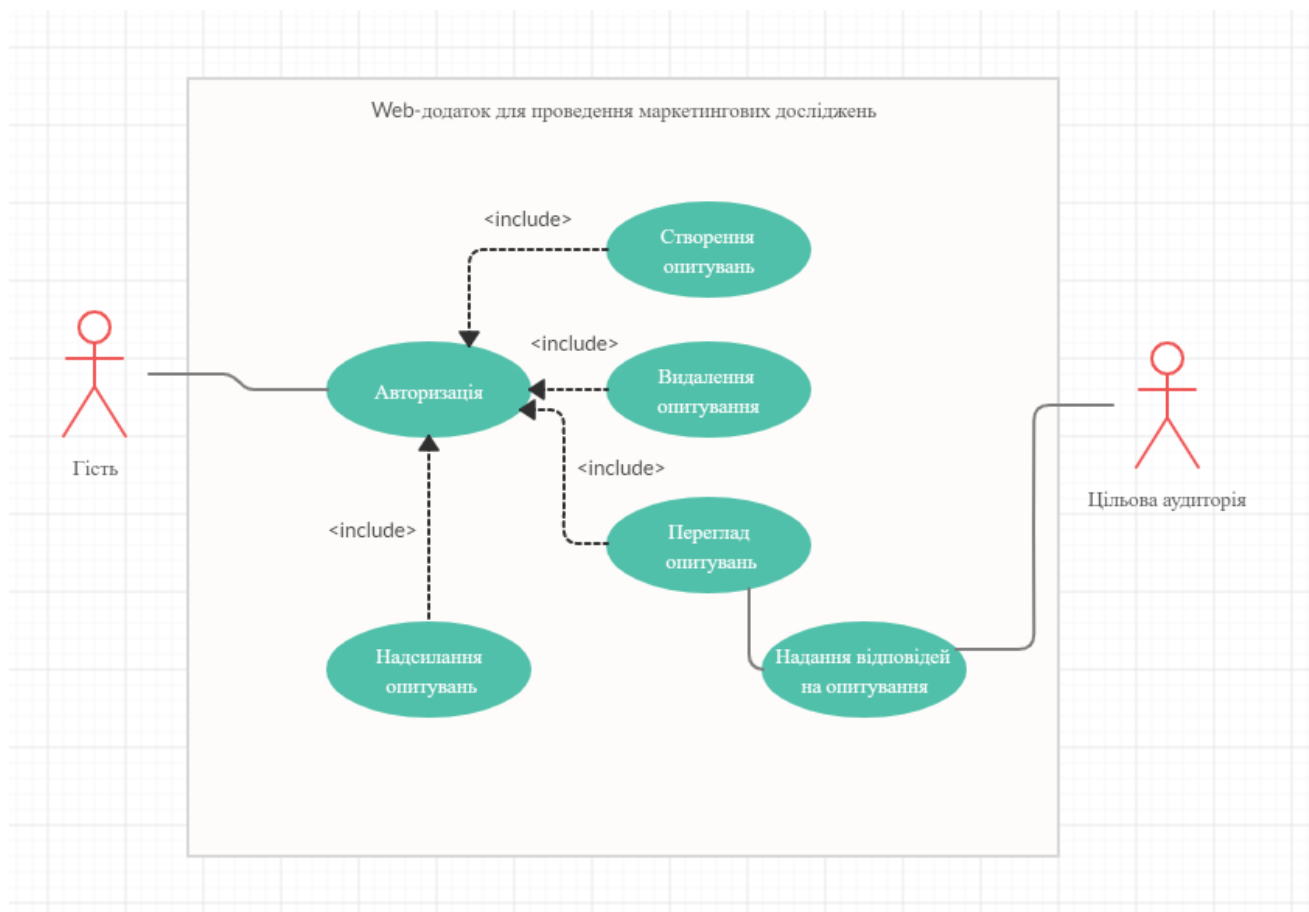 Web-додаток для проведення маркетингових досліджень
<include>
Створення
опитувань
<include>
Видалення
опитування
Авторизація
<include>
Гість
Цільова аудиторія
<include>
Перегляд
опитувань
Надсилання
опитувань
Надання відповідей
на опитування